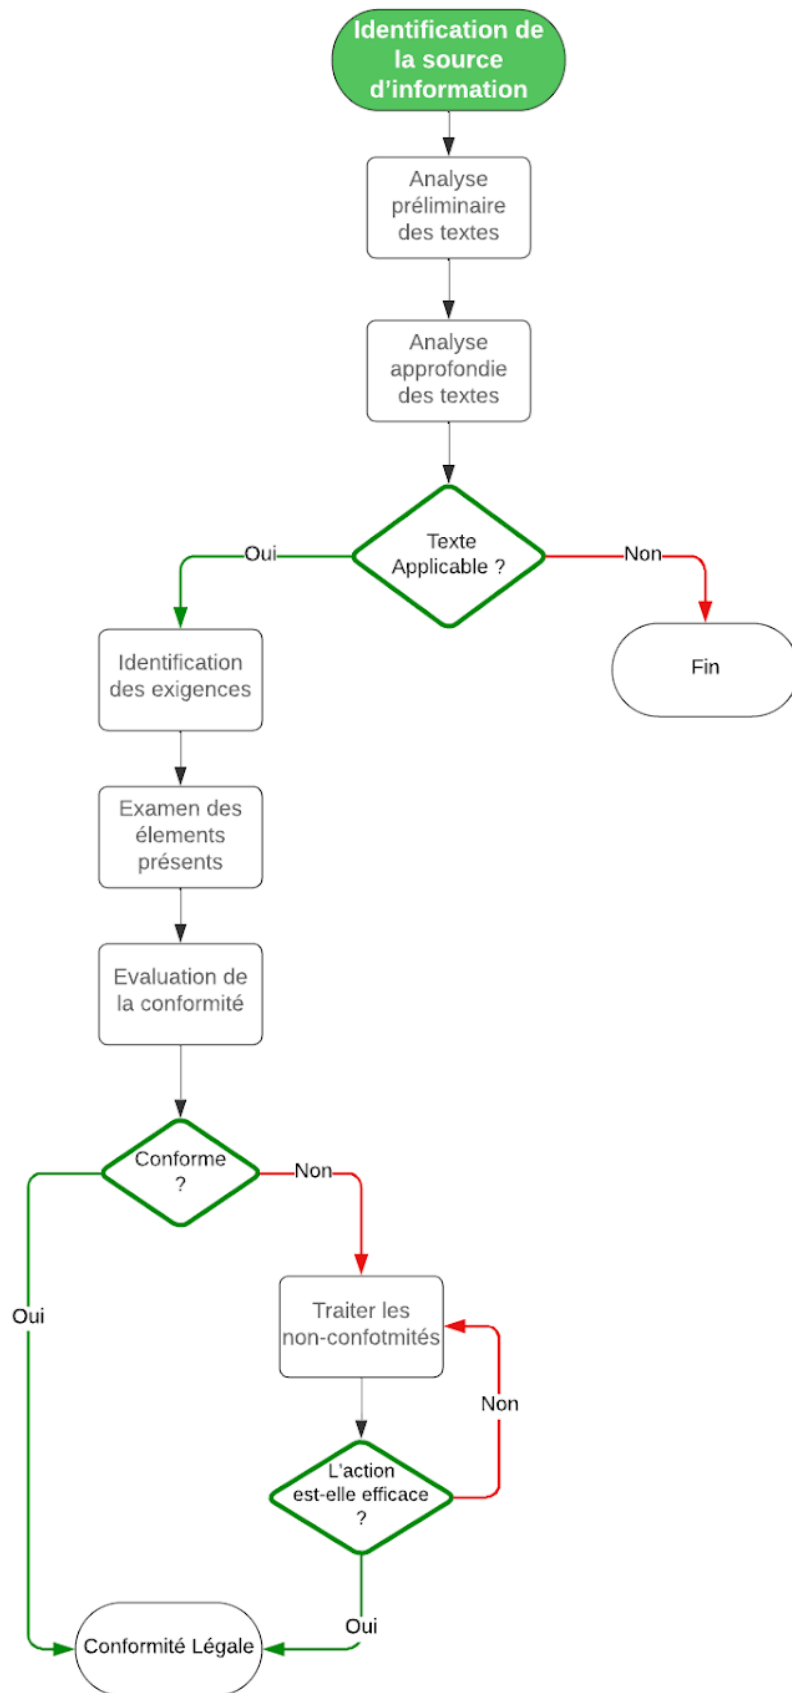 Identification de
la source
d'information
Analyse
préliminaire
des textes
Analyse
approfondie
des textes
Texte
Applicable ?
Oui
Non
Fin
Identification
des exigences
Examen des
élements
présents
Evaluation de
la conformité
Conforme
?
Non
Oui
Traiter les
non-confotmités
Non
L'action
est-elle efficace
?
Oui
Conformité Légale